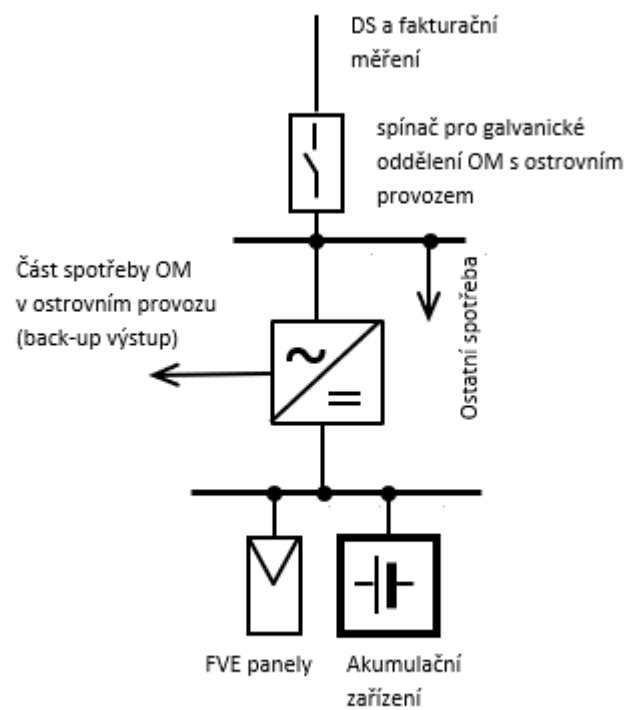 DS a fakturační
měření
spínač pro galvanické
oddělení OM s ostrovním
provozem
Část spotřeby OM
v ostrovním provozu
(back-up výstup)
Ostatní spotřeba
FVE panely
Akumulační
zařízení